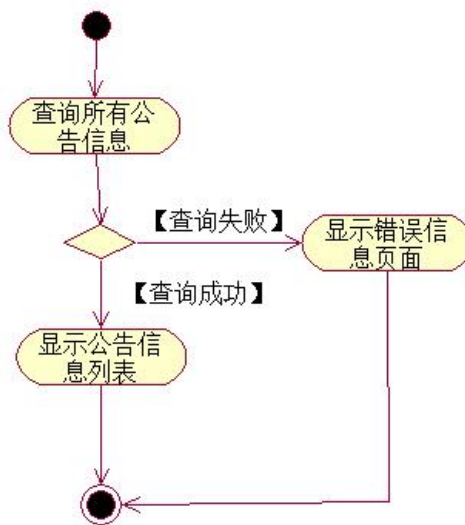 查询所有公
告信息
【查询失败】
显示错误信
息页面
【查询成功】
显示公告信
息列表